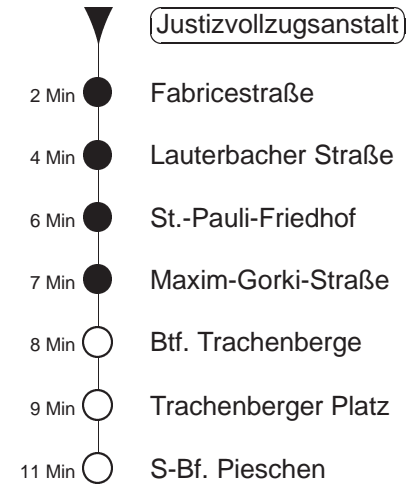 Justizvollzugsanstalt
2 Min Fabricestraße
4 Min Lauterbacher Straße
6 Min St.-Pauli-Friedhof
7 Min Maxim-Gorki-Straße
8 Min Btf. Trachenberge
9 Min Trachenberger Platz
11 Min S-Bf. Pieschen